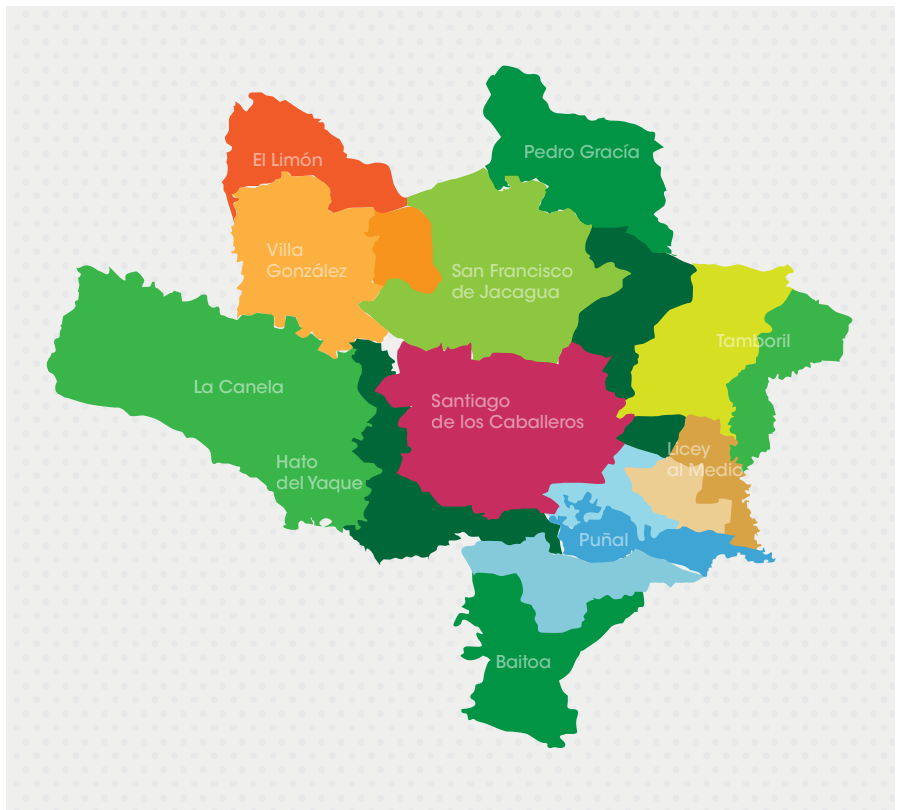 Pedro Gracía
El Limón
Villa
González
San Francisco
de Jacagua
Tamboril
La Canela
Santiago
de los Caballeros
Licey
al Medio
Hato
del Yaque
Puñal
Baitoa